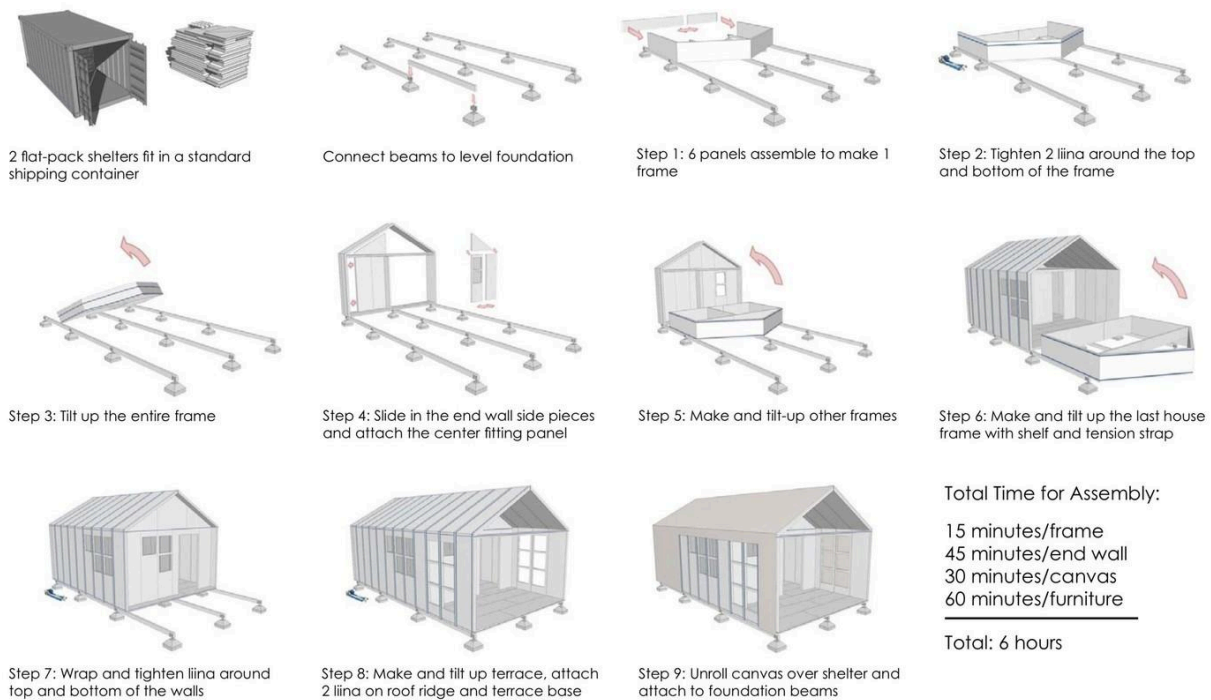 2 flat-pack shelters fit in a standard
shipping container
Connect beams to level foundation
Step 1: 6 panels assemble to make 1
frame
Step 2: Tighten 2 liina around the top
and bottom of the frame
Step 3: Tilt up the entire frame
Step 4: Slide in the end wall side pieces
and attach the center fitting panel
Step 5: Make and tilt-up other frames
Step 6: Make and tilt up the last house
frame with shelf and tension strap
Step 7: Wrap and tighten liina around
top and bottom of the walls
Step 8: Make and tilt up terrace, attach
2 liina on roof ridge and terrace base
Step 9: Unroll canvas over shelter and
attach to foundation beams
Total Time for Assembly:
15 minutes/frame
45 minutes/end wall
30 minutes/canvas
60 minutes/furniture
Total: 6 hours